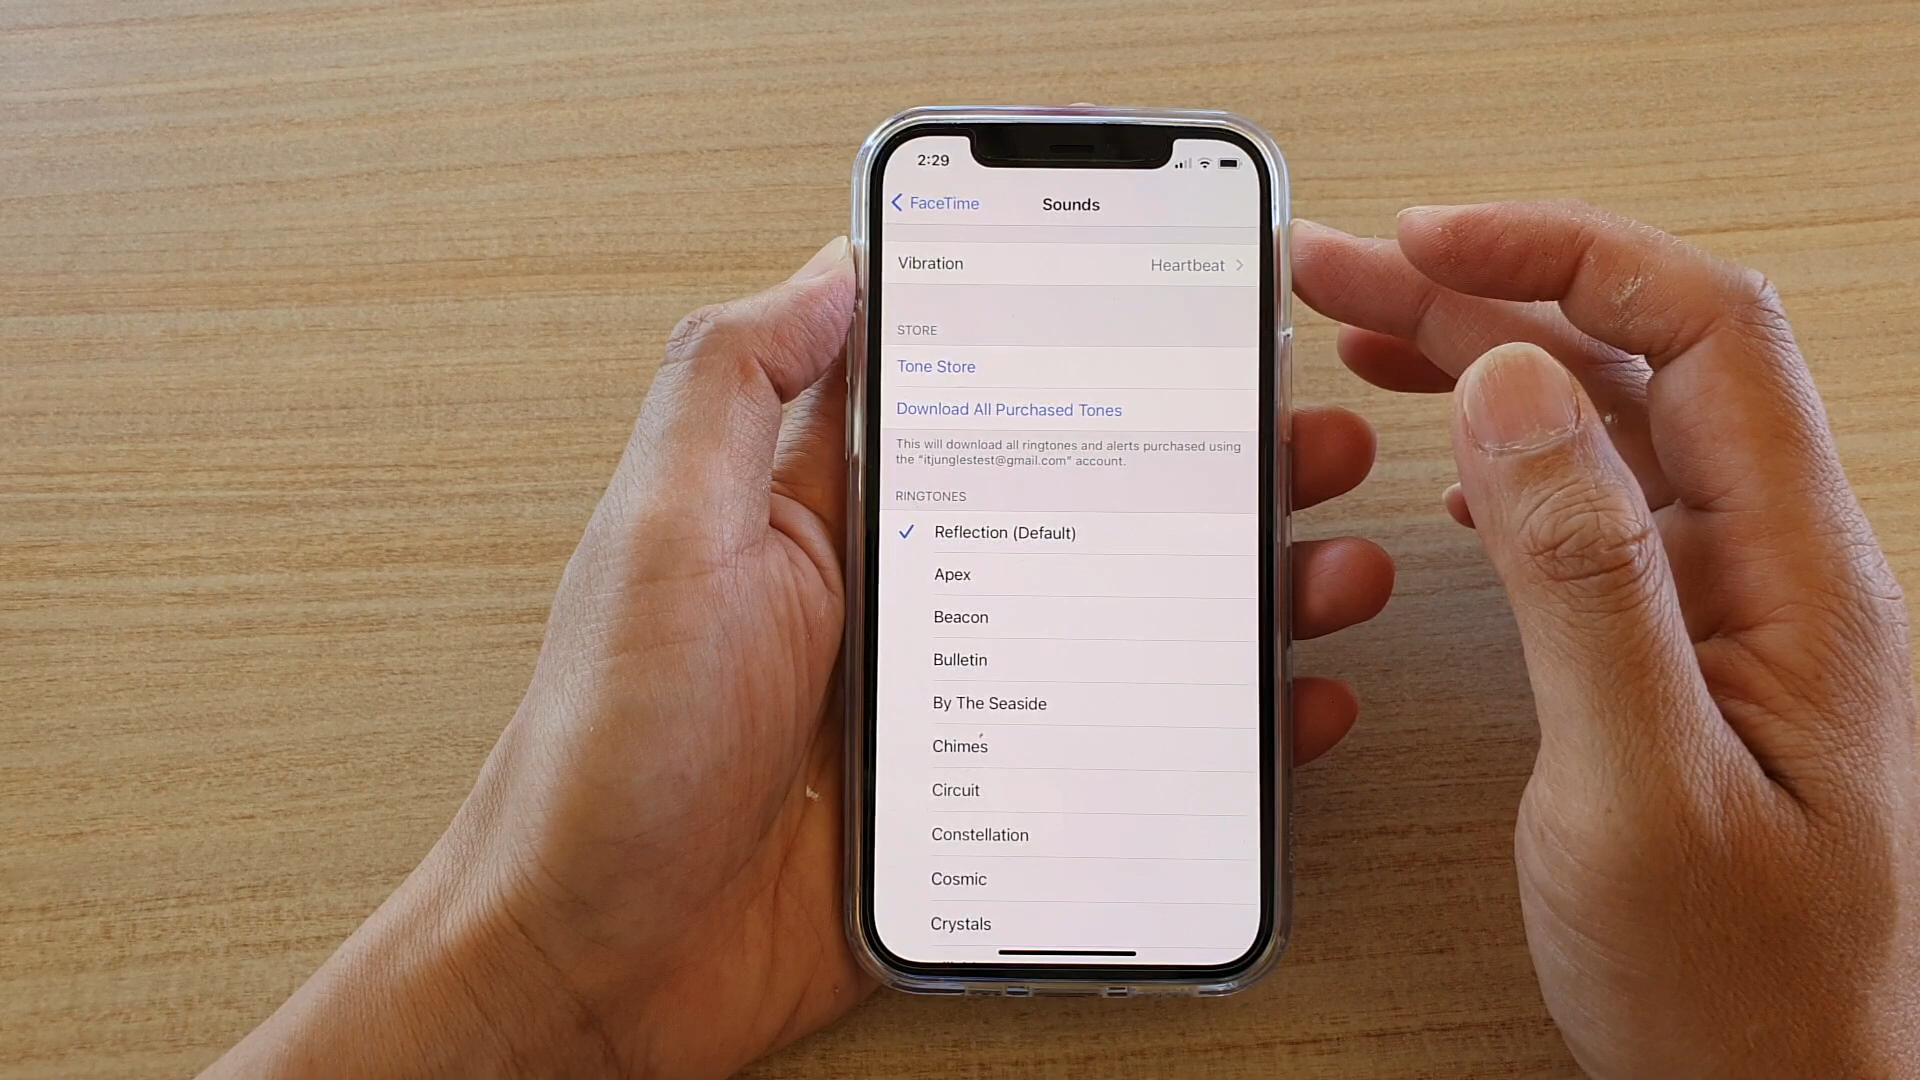 2:29
FaceTime
Sounds
Vibration Heartbeat
STORE
Tone Store
Download All Purchased Tones
This will download all ringtones and alerts purchased using
the “itjunglestest@gmail.com” account.
RINGTONES
Reflection (Default)
Apex
Beacon
Bulletin
By The Seaside
Chimes
Circuit
Constellation
Cosmic
Crystals